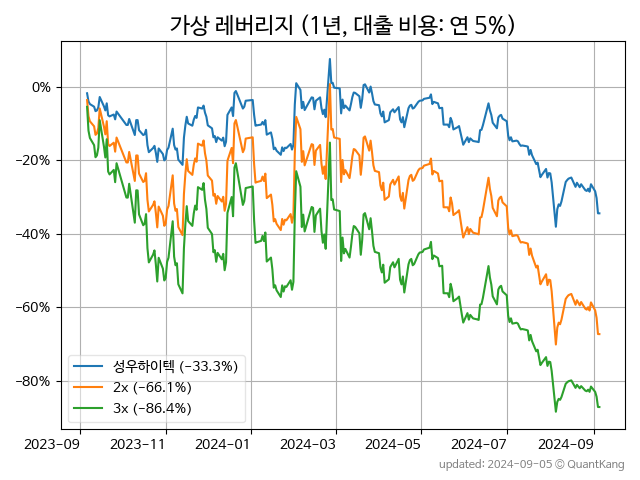 가상 레버리지 (1년, 대출 비용: 연 5%)
0%
−20%
−40%
−60%
−80%
성우하이텍 (−33.3%)
2x (−66.1%)
3x (−86.4%)
2023-09 2023-11 2024-01 2024-03 2024-05 2024-07 2024-09
updated: 2024-09-05 © QuantKang